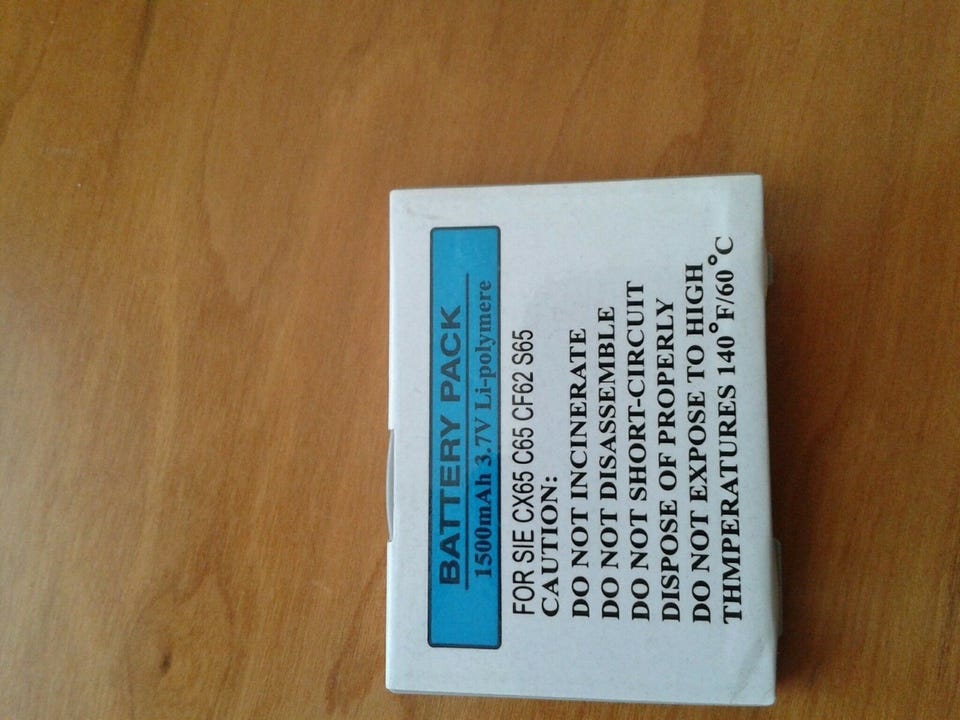 BATTERY PACK
1500mAh 3.7V Li-polymere
FOR SIE CX65 C65 CF62 S65
CAUTION:
DO NOT INCINERATE
DO NOT DISASSEMBLE
DO NOT SHORT-CIRCUIT
DISPOSE OF PROPERLY
DO NOT EXPOSE TO HIGH
THMPERATURES 140°F/60°C